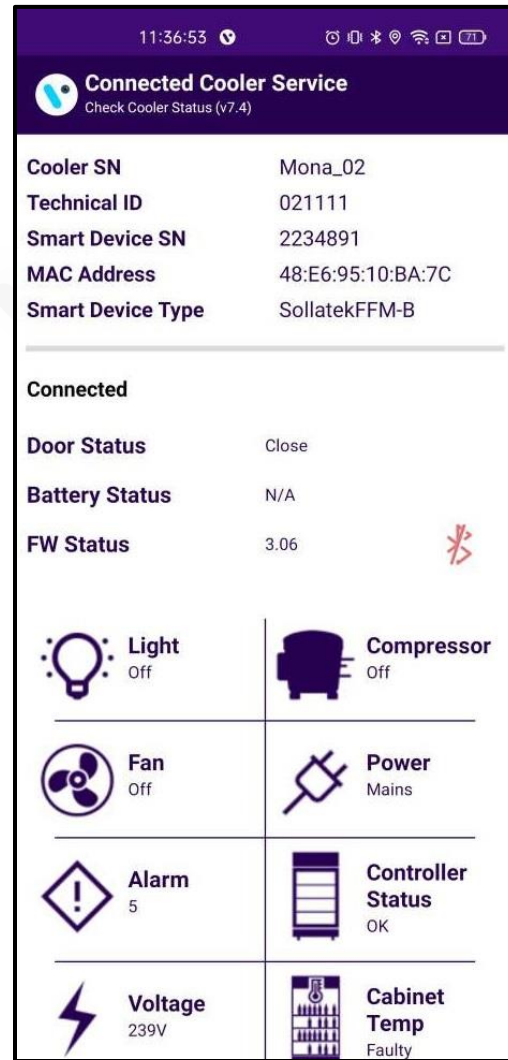 11:36:53
71
Connected Cooler Service
Check Cooler Status (v7.4)
Cooler SN Mona_02
Technical ID 021111
Smart Device SN 2234891
MAC Address 48:E6:95:10:BA:7C
Smart Device Type SollatekFFM-B
Connected
Door Status Close
Battery Status N/A
FW Status 3.06
Light
Off
Compressor
Off
Fan
Off
Power
Mains
Alarm
5
Controller
Status
OK
Voltage
239V
Cabinet
Temp
Faulty